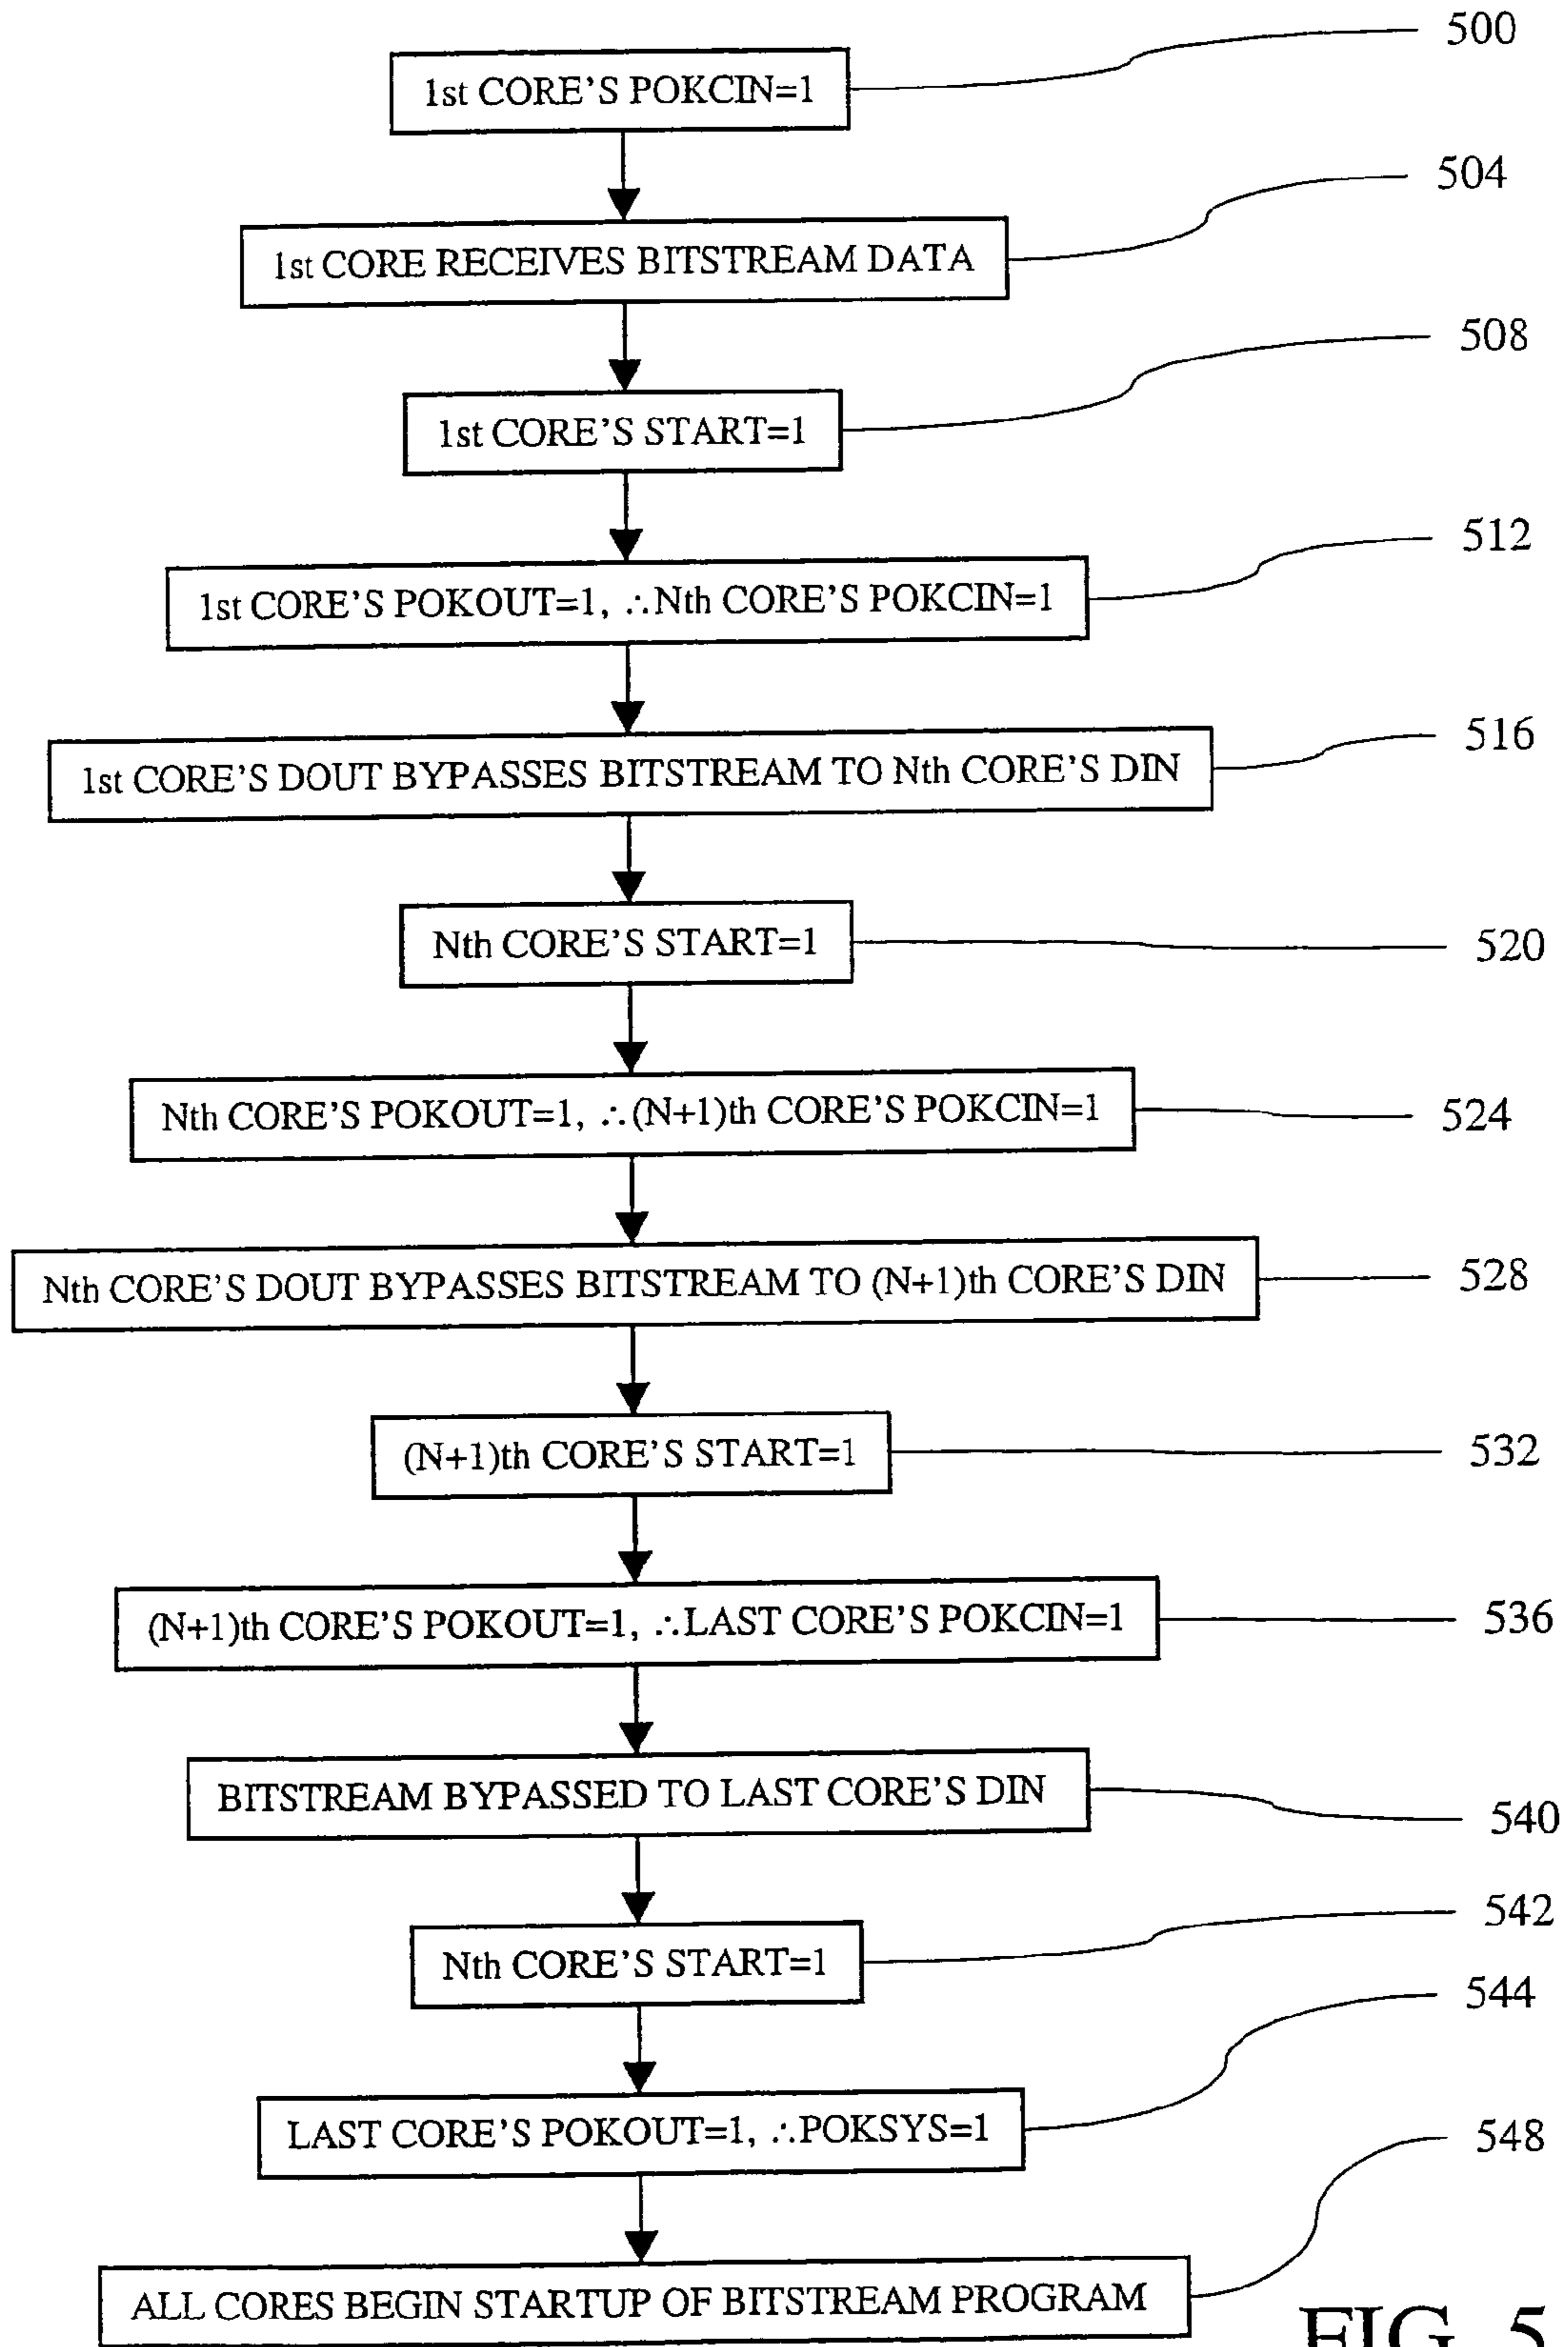 500
1st CORE'S POKCIN=1
504
1st CORE RECEIVES BITSTREAM DATA
508
1st CORE'S START=1
512
1st CORE'S POKOUT=1, ∴Nth CORE'S POKCIN=1
516
1st CORE'S DOUT BYPASSES BITSTREAM TO Nth CORE'S DIN
Nth CORE'S START=1
520
Nth CORE'S POKOUT=1, ∴(N+1)th CORE'S POKCIN=1
524
Nth CORE'S DOUT BYPASSES BITSTREAM TO (N+1)th CORE'S DIN
528
(N+1)th CORE'S START=1
532
(N+1)th CORE'S POKOUT=1, ∴LAST CORE'S POKCIN=1
536
BITSTREAM BYPASSED TO LAST CORE'S DIN
540
542
Nth CORE'S START=1
544
LAST CORE'S POKOUT=1, ∴POKSYS=1
548
ALL CORES BEGIN STARTUP OF BITSTREAM PROGRAM
FIG. 5